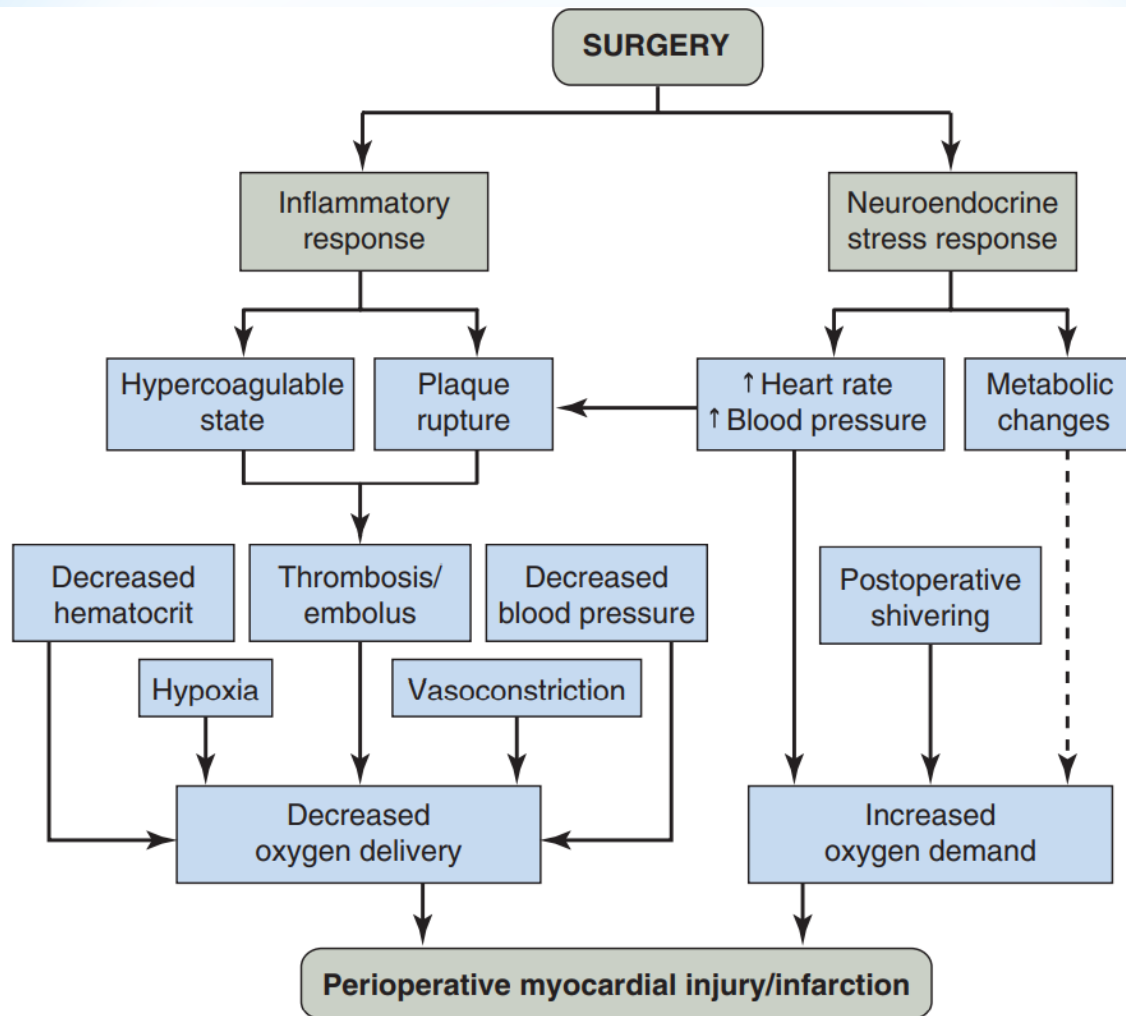 SURGERY
Inflammatory
response
Neuroendocrine
stress response
Hypercoagulable
state
Plaque
rupture
↑ Heart rate
↑ Blood pressure
Metabolic
changes
Decreased
hematocrit
Thrombosis/
embolus
Decreased
blood pressure
Postoperative
shivering
Hypoxia
Vasoconstriction
Decreased
oxygen delivery
Increased
oxygen demand
Perioperative myocardial injury/infarction